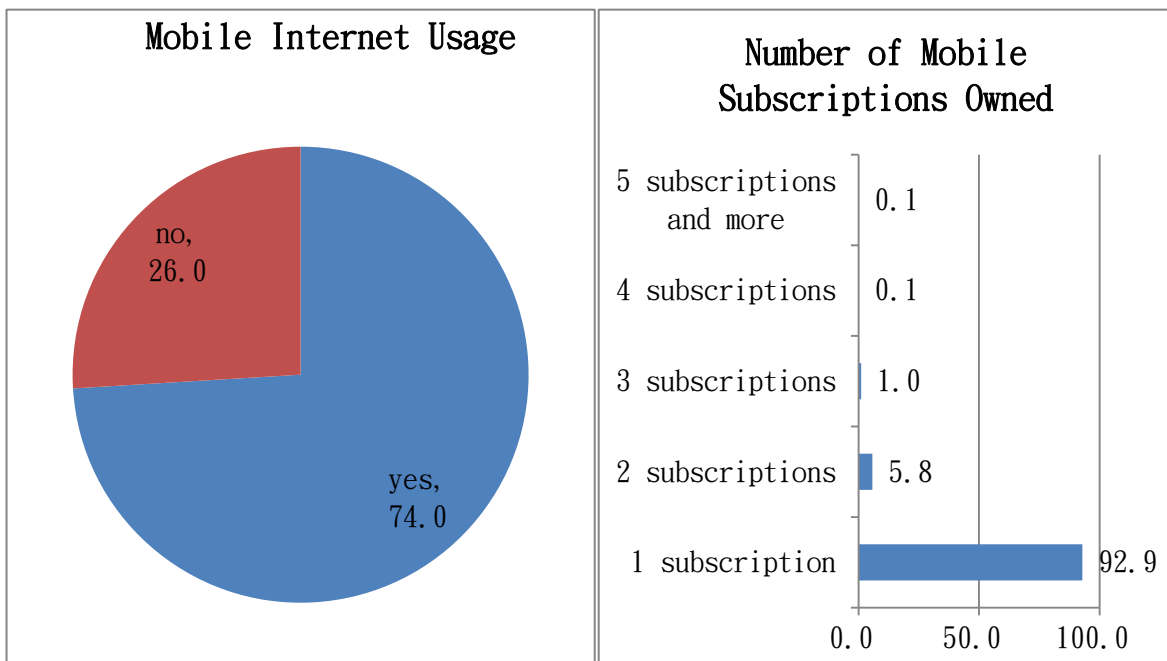 Mobile Internet Usage
no,
26.0
yes,
74.0
Number of Mobile
Subscriptions Owned
5 subscriptions
and more
0.1
4 subscriptions
0.1
3 subscriptions
1.0
2 subscriptions
5.8
1 subscription
92.9
0.0
50.0
100.0